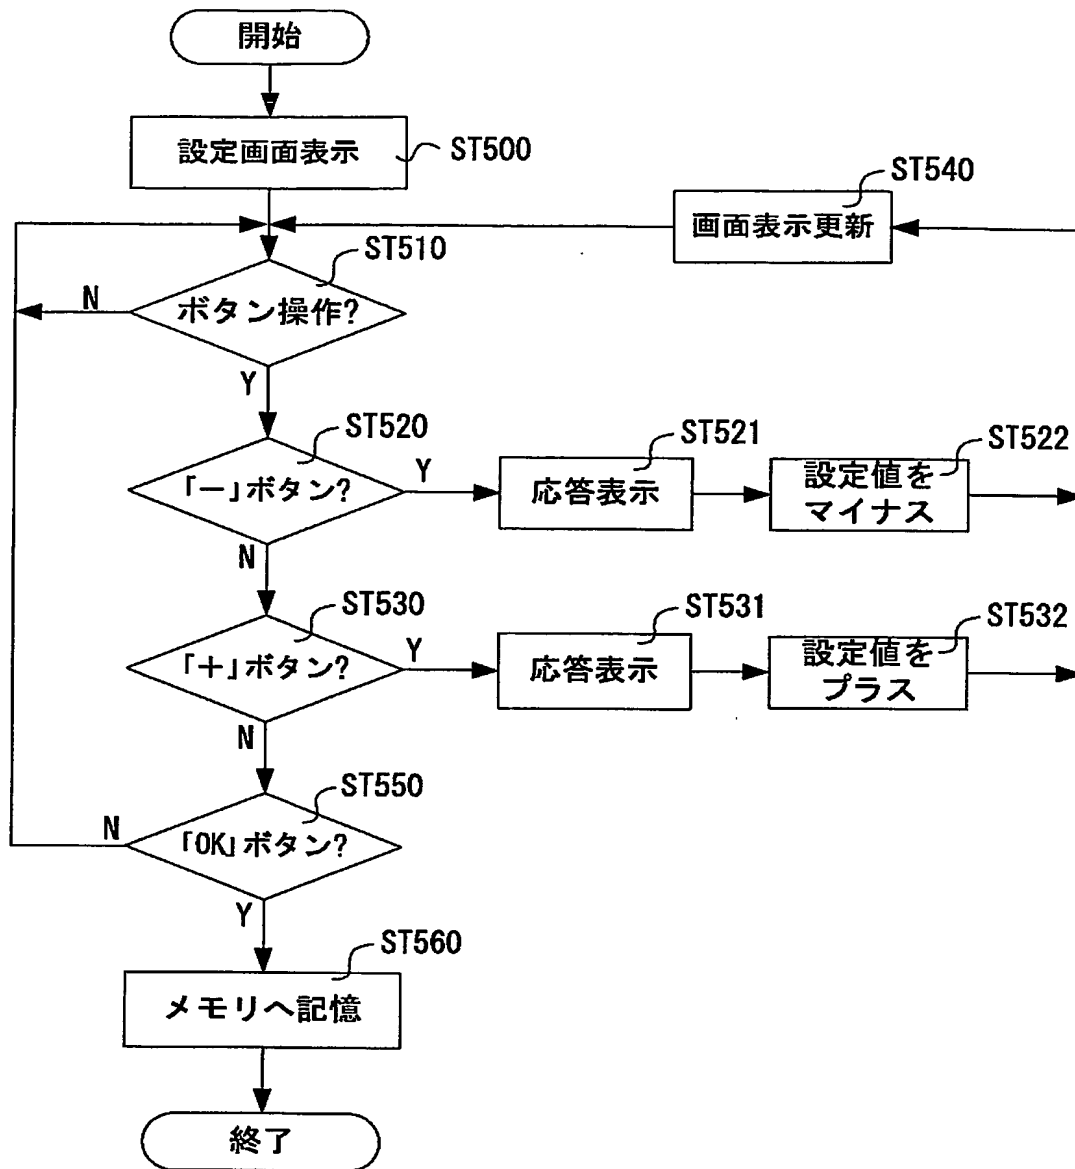 開始
設定画面表示
ST500
ST540
画面表示更新
ST510
ボタン操作?
N
Y
ST520
「－」ボタン?
Y
ST521
応答表示
ST522
設定値を
マイナス
N
ST530
「＋」ボタン?
Y
ST531
応答表示
ST532
設定値を
プラス
N
ST550
「OK」ボタン?
N
Y
ST560
メモリへ記憶
終了